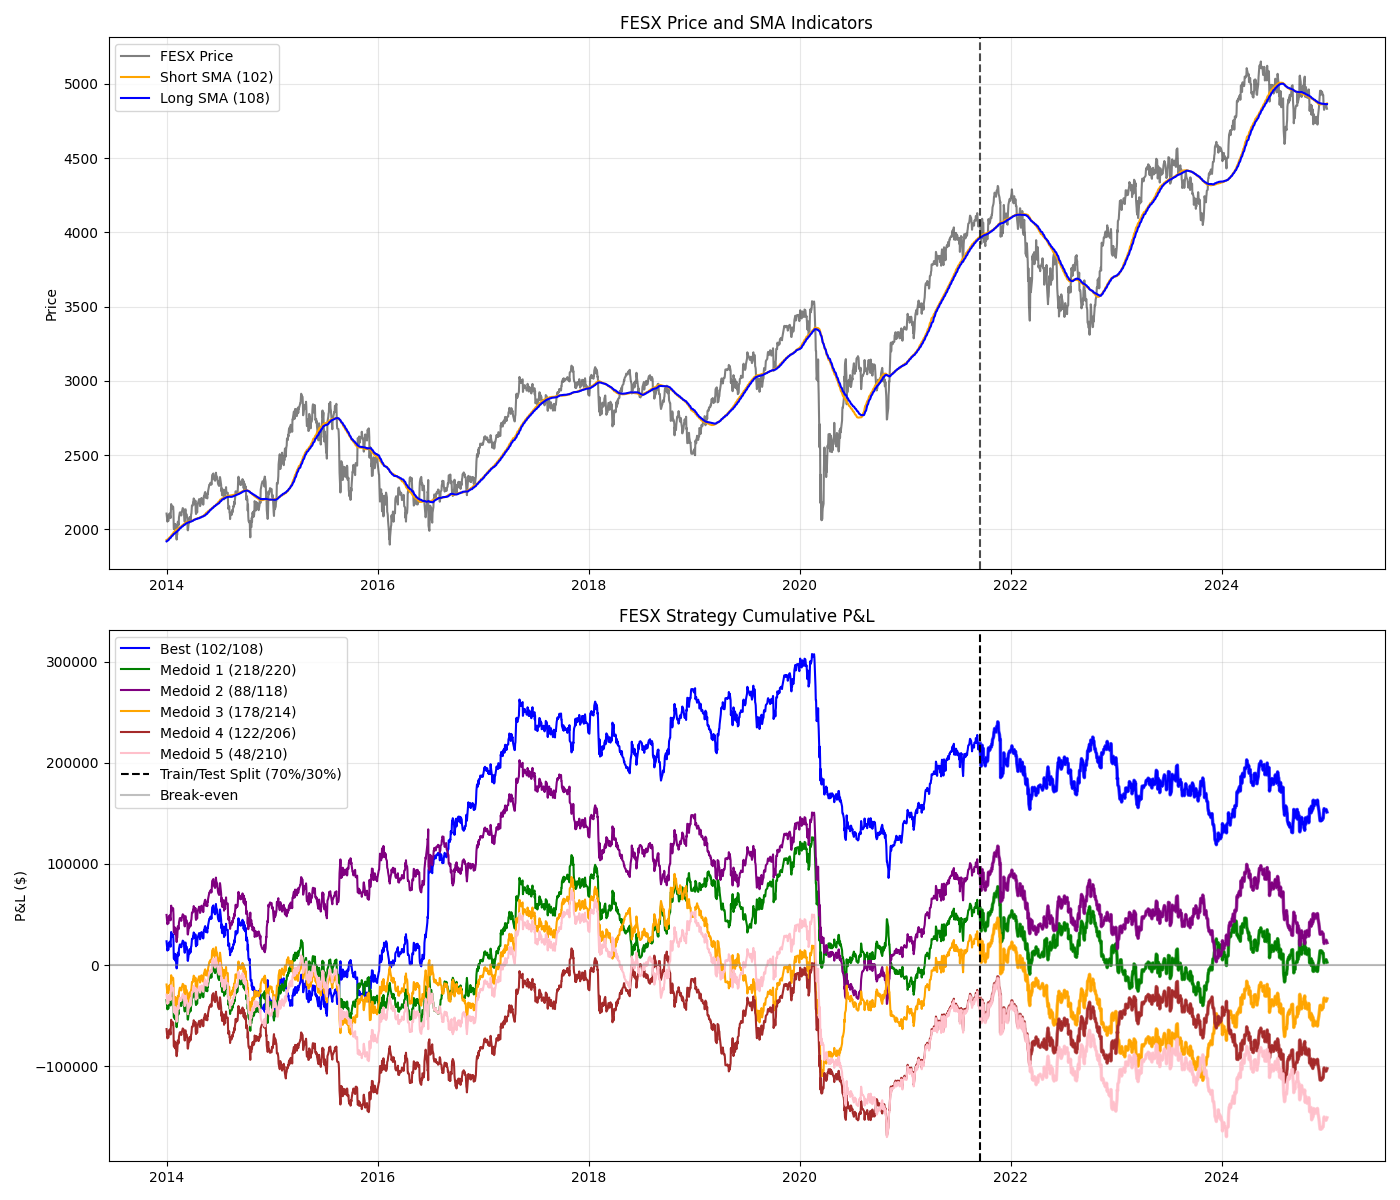 FESX Price and SMA Indicators
FESX Price
Short SMA (102)
Long SMA (108)
Price
5000
4500
4000
3500
3000
2500
2000
2014
2016
2018
2020
2022
2024
FESX Strategy Cumulative P&L
Best (102/108)
Medoid 1 (218/220)
Medoid 2 (88/118)
Medoid 3 (178/214)
Medoid 4 (122/206)
Medoid 5 (48/210)
Train/Test Split (70%/30%)
Break-even
P&L ($)
300000
200000
100000
0
−100000
2014
2016
2018
2020
2022
2024